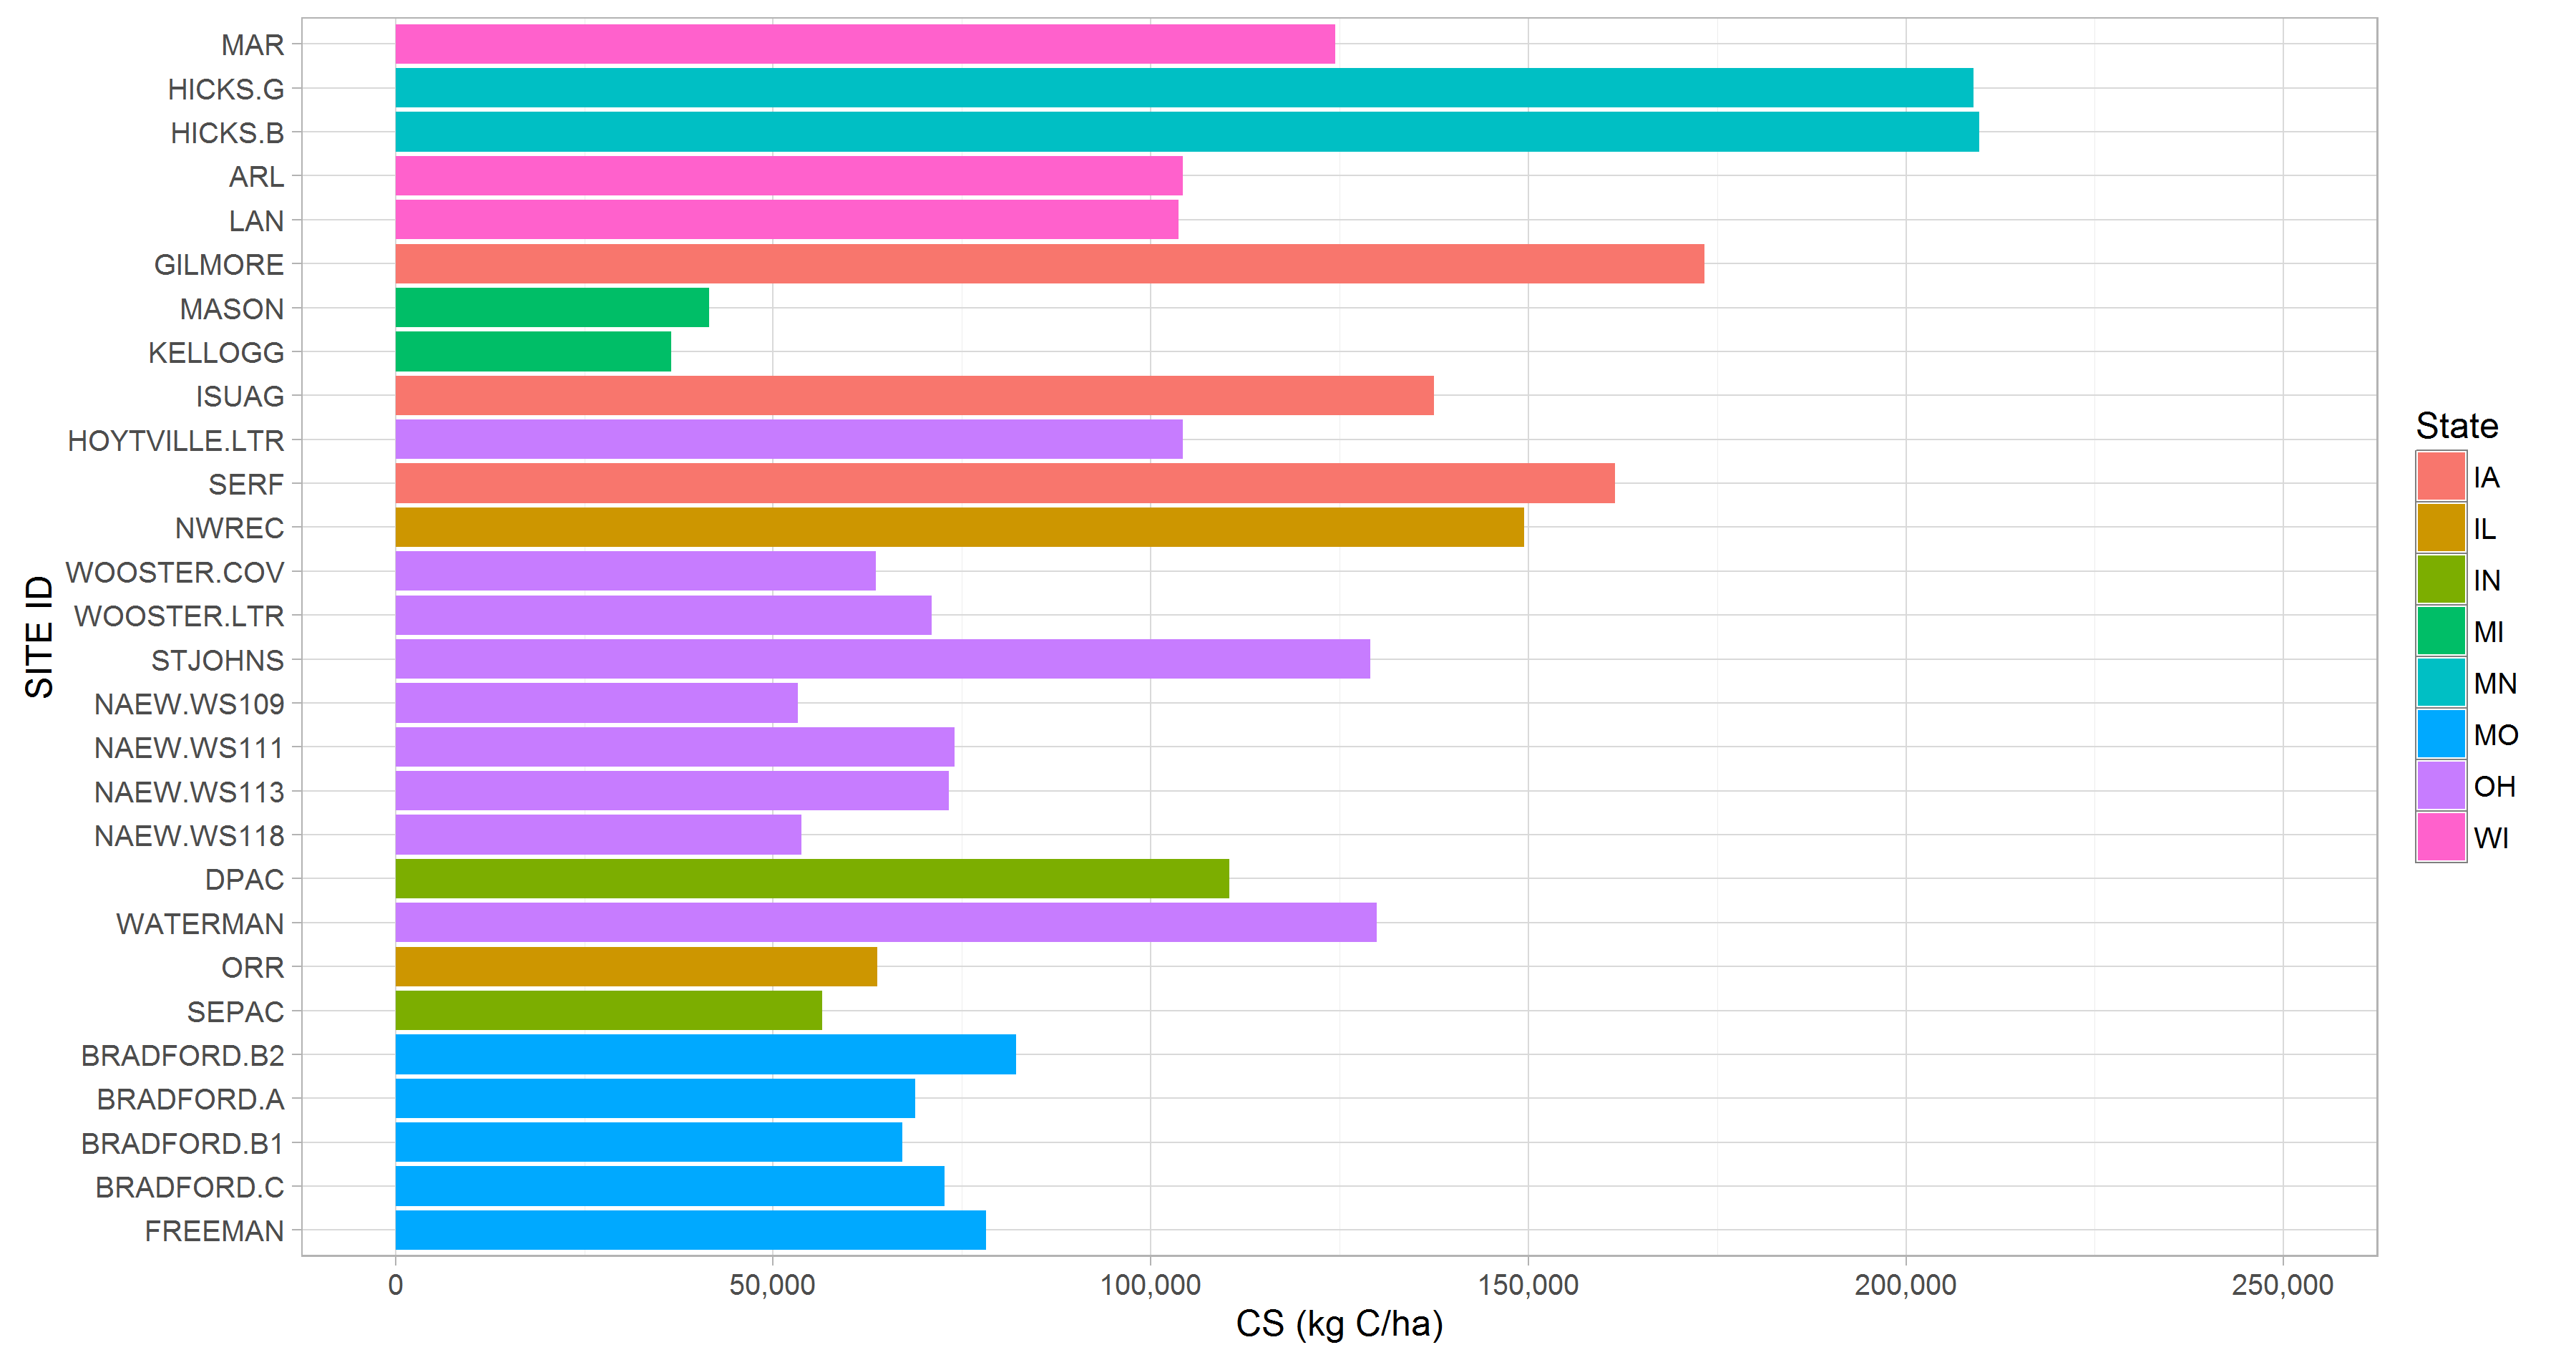 MAR
HICKS.G
HICKS.B
ARL
LAN
GILMORE
MASON
KELLOGG
ISUAG
HOYTVILLE.LTR
SERF
NWREC
WOOSTER.COV
WOOSTER.LTR
STJOHNS
NAEW.WS109
NAEW.WS111
NAEW.WS113
NAEW.WS118
DPAC
WATERMAN
ORR
SEPAC
BRADFORD.B2
BRADFORD.A
BRADFORD.B1
BRADFORD.C
FREEMAN
SITE ID
0 50,000 100,000 150,000 200,000 250,000
CS (kg C/ha)
State
IA
IL
IN
MI
MN
MO
OH
WI